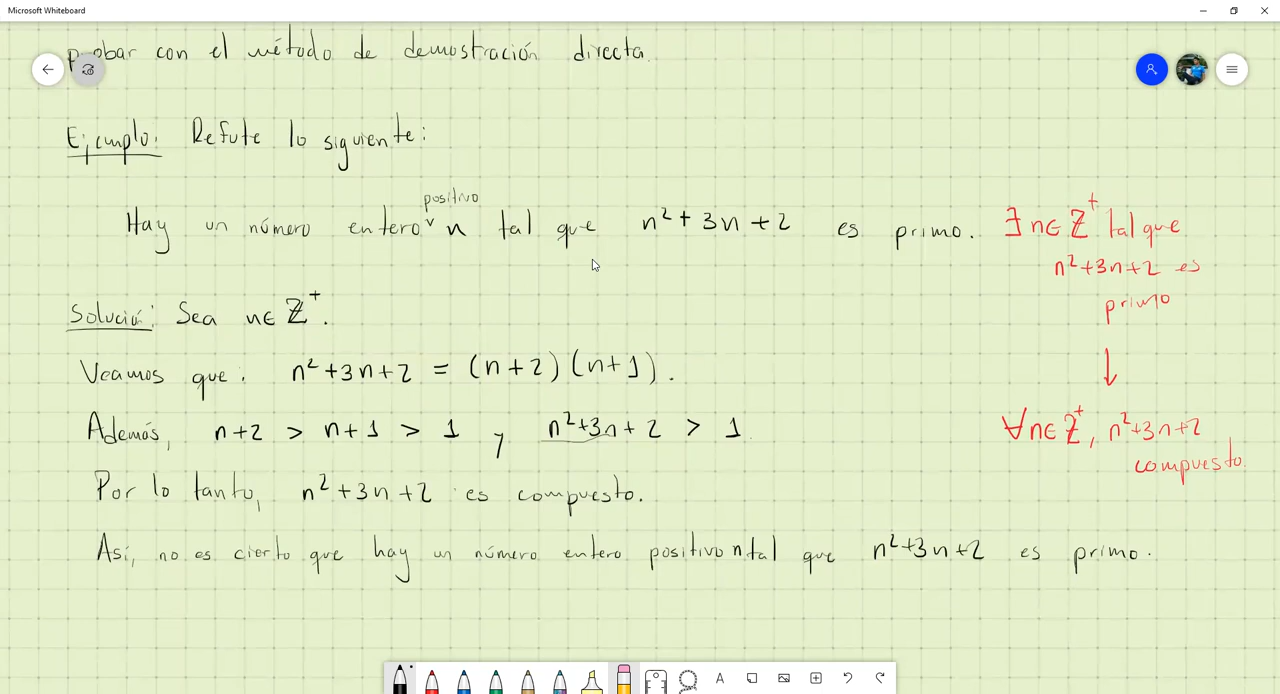 Microsoft Whiteboard
probar con el método de demostración directa.
Ejemplo: Refute lo siguiente:
positivo
Hay un número entero ˅ n tal que n²+3n+2 es primo.
∃ n∈ℤ⁺ tal que
n²+3n+2 es
primo
↓
∀n∈ℤ⁺, n²+3n+2
compuesto.
Solución: Sea n∈ℤ⁺.
Veamos que: n²+3n+2 = (n+2)(n+1).
Además, n+2 > n+1 > 1 y n²+3n+2 > 1.
Por lo tanto, n²+3n+2 es compuesto.
Así, no es cierto que hay un número entero positivo n tal que n²+3n+2 es primo.
A